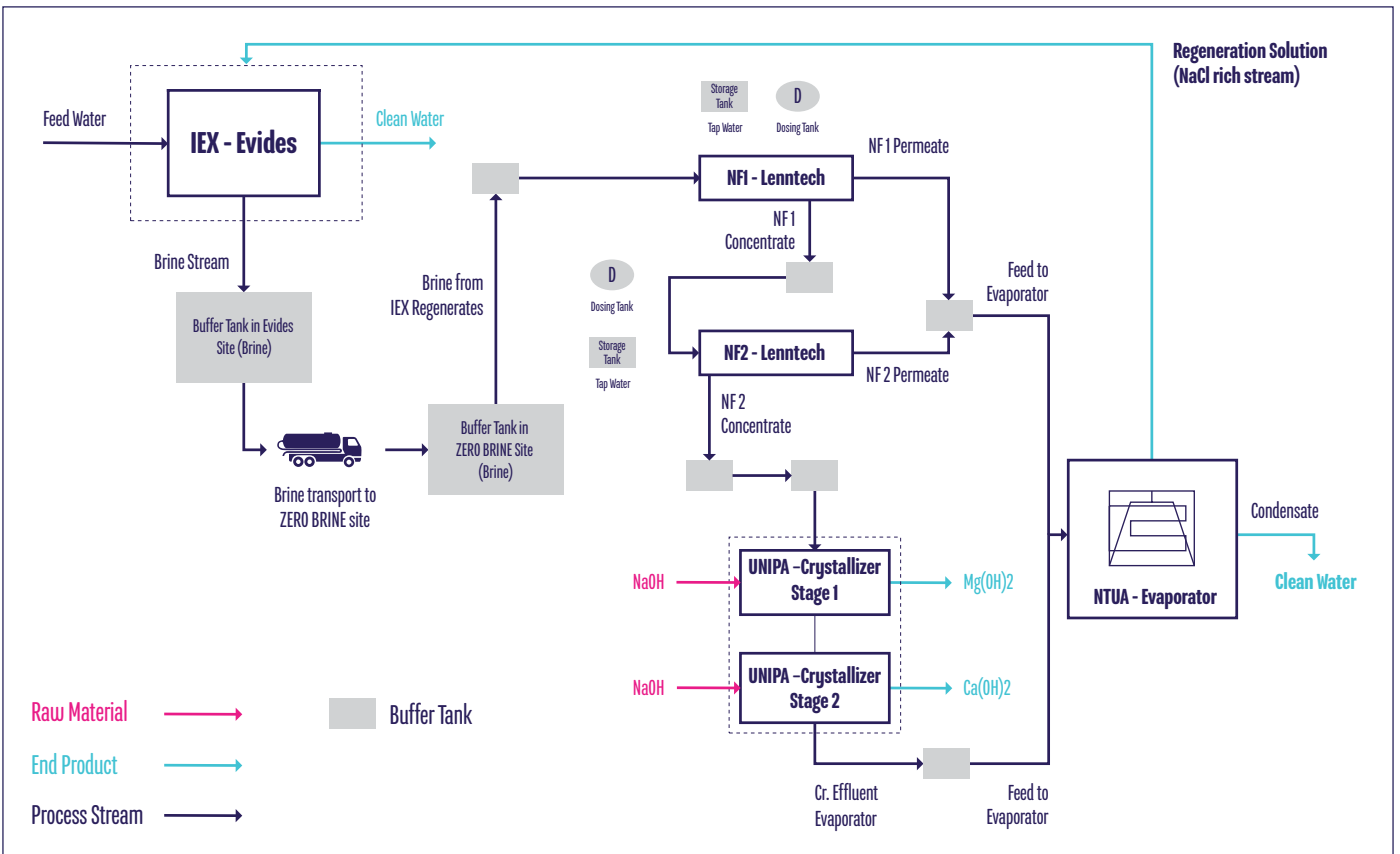 Regeneration Solution
(NaCl rich stream)
Feed Water
IEX - Evides
Clean Water
Storage
Tank
Tap Water
D
Dosing Tank
NF 1 Permeate
NF1 - Lenntech
NF 1
Concentrate
Brine Stream
Brine from
IEX Regenerates
D
Dosing Tank
Feed to
Evaporator
Buffer Tank in Evides
Site (Brine)
Storage
Tank
Tap Water
NF2 - Lenntech
NF 2 Permeate
NF 2
Concentrate
Buffer Tank in
ZERO BRINE Site
(Brine)
Brine transport to
ZERO BRINE site
Condensate
Clean Water
NTUA - Evaporator
NaOH
UNIPA -Crystallizer
Stage 1
Mg(OH)2
NaOH
UNIPA -Crystallizer
Stage 2
Ca(OH)2
Raw Material
Buffer Tank
End Product
Process Stream
Cr. Effluent
Evaporator
Feed to
Evaporator